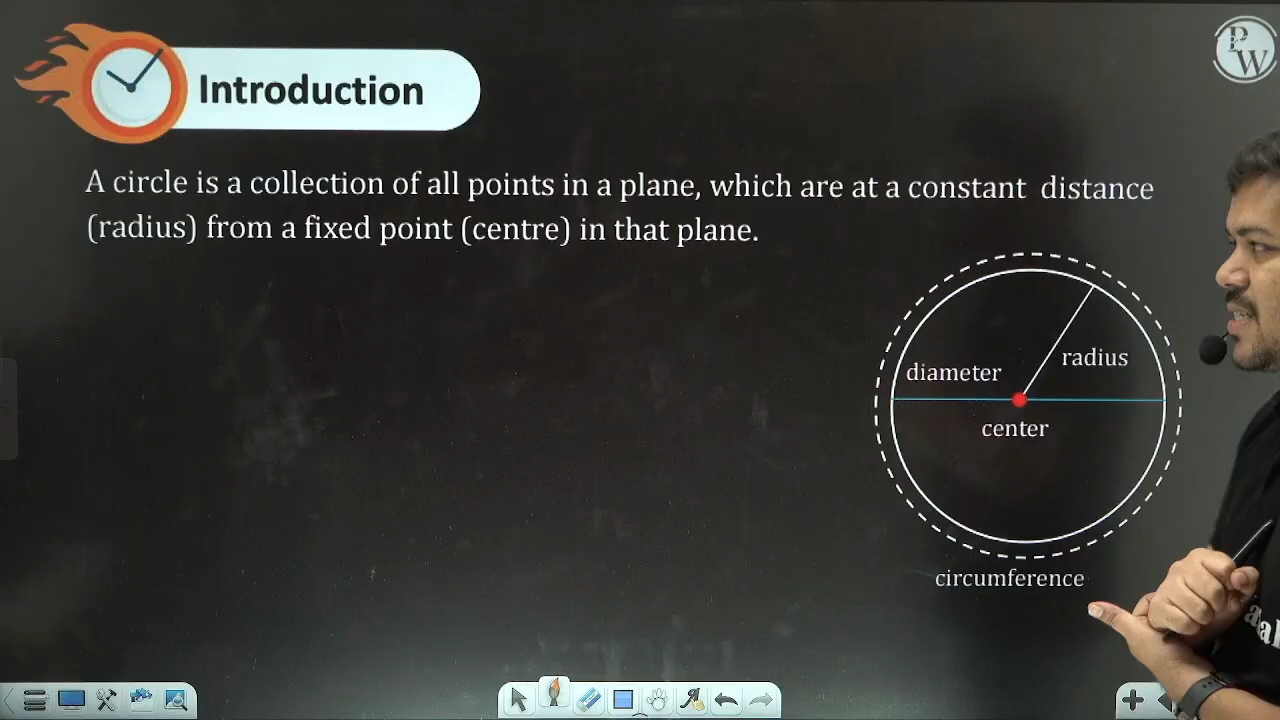 Introduction
PW
A circle is a collection of all points in a plane, which are at a constant distance
(radius) from a fixed point (centre) in that plane.
diameter
radius
center
circumference